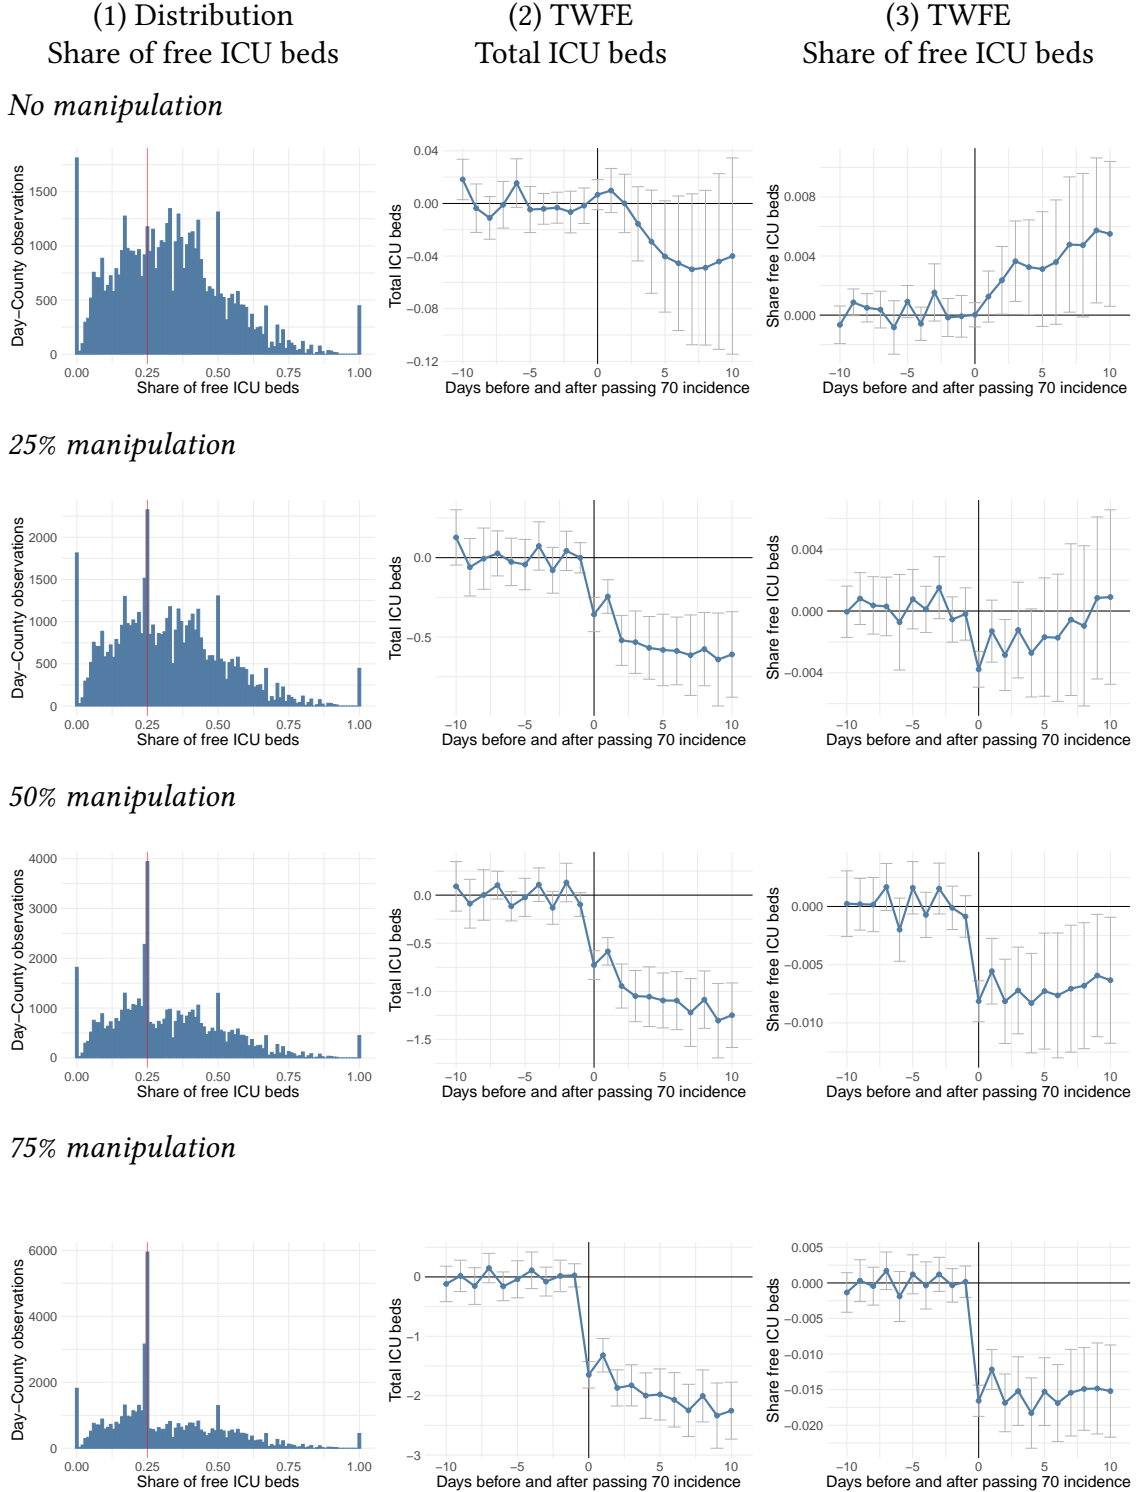 (1) Distribution
Share of free ICU beds
(2) TWFE
Total ICU beds
(3) TWFE
Share of free ICU beds
No manipulation
Day−County observations
1500
1000
500
0
0.00 0.25 0.50 0.75 1.00
Share of free ICU beds
Total ICU beds
0.04
0.00
−0.04
−0.08
−0.12
−10 −5 0 5 10
Days before and after passing 70 incidence
Share free ICU beds
0.008
0.004
0.000
−10 −5 0 5 10
Days before and after passing 70 incidence
25% manipulation
Day−County observations
2000
1500
1000
500
0
0.00 0.25 0.50 0.75 1.00
Share of free ICU beds
Total ICU beds
0.0
−0.5
−10 −5 0 5 10
Days before and after passing 70 incidence
Share free ICU beds
0.004
0.000
−0.004
−10 −5 0 5 10
Days before and after passing 70 incidence
50% manipulation
Day−County observations
4000
3000
2000
1000
0
0.00 0.25 0.50 0.75 1.00
Share of free ICU beds
Total ICU beds
0.0
−0.5
−1.0
−1.5
−10 −5 0 5 10
Days before and after passing 70 incidence
Share free ICU beds
0.000
−0.005
−0.010
−10 −5 0 5 10
Days before and after passing 70 incidence
75% manipulation
Day−County observations
6000
4000
2000
0
0.00 0.25 0.50 0.75 1.00
Share of free ICU beds
Total ICU beds
0
−1
−2
−3
−10 −5 0 5 10
Days before and after passing 70 incidence
Share free ICU beds
0.005
0.000
−0.005
−0.010
−0.015
−0.020
−10 −5 0 5 10
Days before and after passing 70 incidence